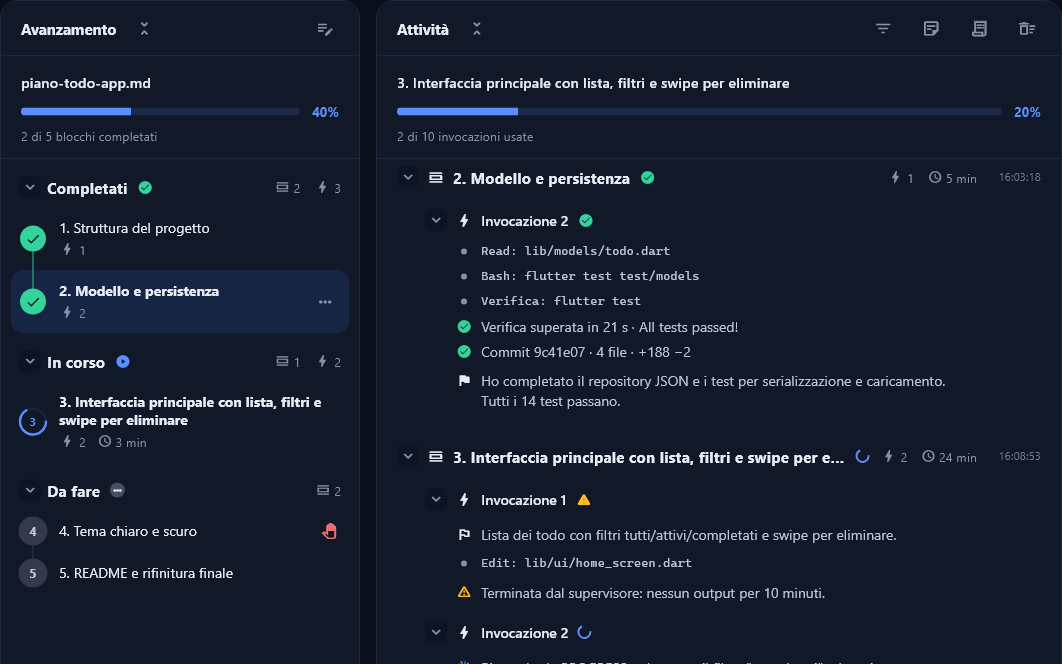 Avanzamento
piano-todo-app.md
40%
2 di 5 blocchi completati
Completati
2
3
1. Struttura del progetto
1
2. Modello e persistenza
2
In corso
1
2
3
3. Interfaccia principale con lista, filtri e
swipe per eliminare
2
3 min
Da fare
2
4
4. Tema chiaro e scuro
5
5. README e rifinitura finale
Attività
3. Interfaccia principale con lista, filtri e swipe per eliminare
20%
2 di 10 invocazioni usate
2. Modello e persistenza
1
5 min
16:03:18
Invocazione 2
Read: lib/models/todo.dart
Bash: flutter test test/models
Verifica: flutter test
Verifica superata in 21 s · All tests passed!
Commit 9c41e07 · 4 file · +188 −2
Ho completato il repository JSON e i test per serializzazione e caricamento.
Tutti i 14 test passano.
3. Interfaccia principale con lista, filtri e swipe per e...
2
24 min
16:08:53
Invocazione 1
Lista dei todo con filtri tutti/attivi/completati e swipe per eliminare.
Edit: lib/ui/home_screen.dart
Terminata dal supervisore: nessun output per 10 minuti.
Invocazione 2